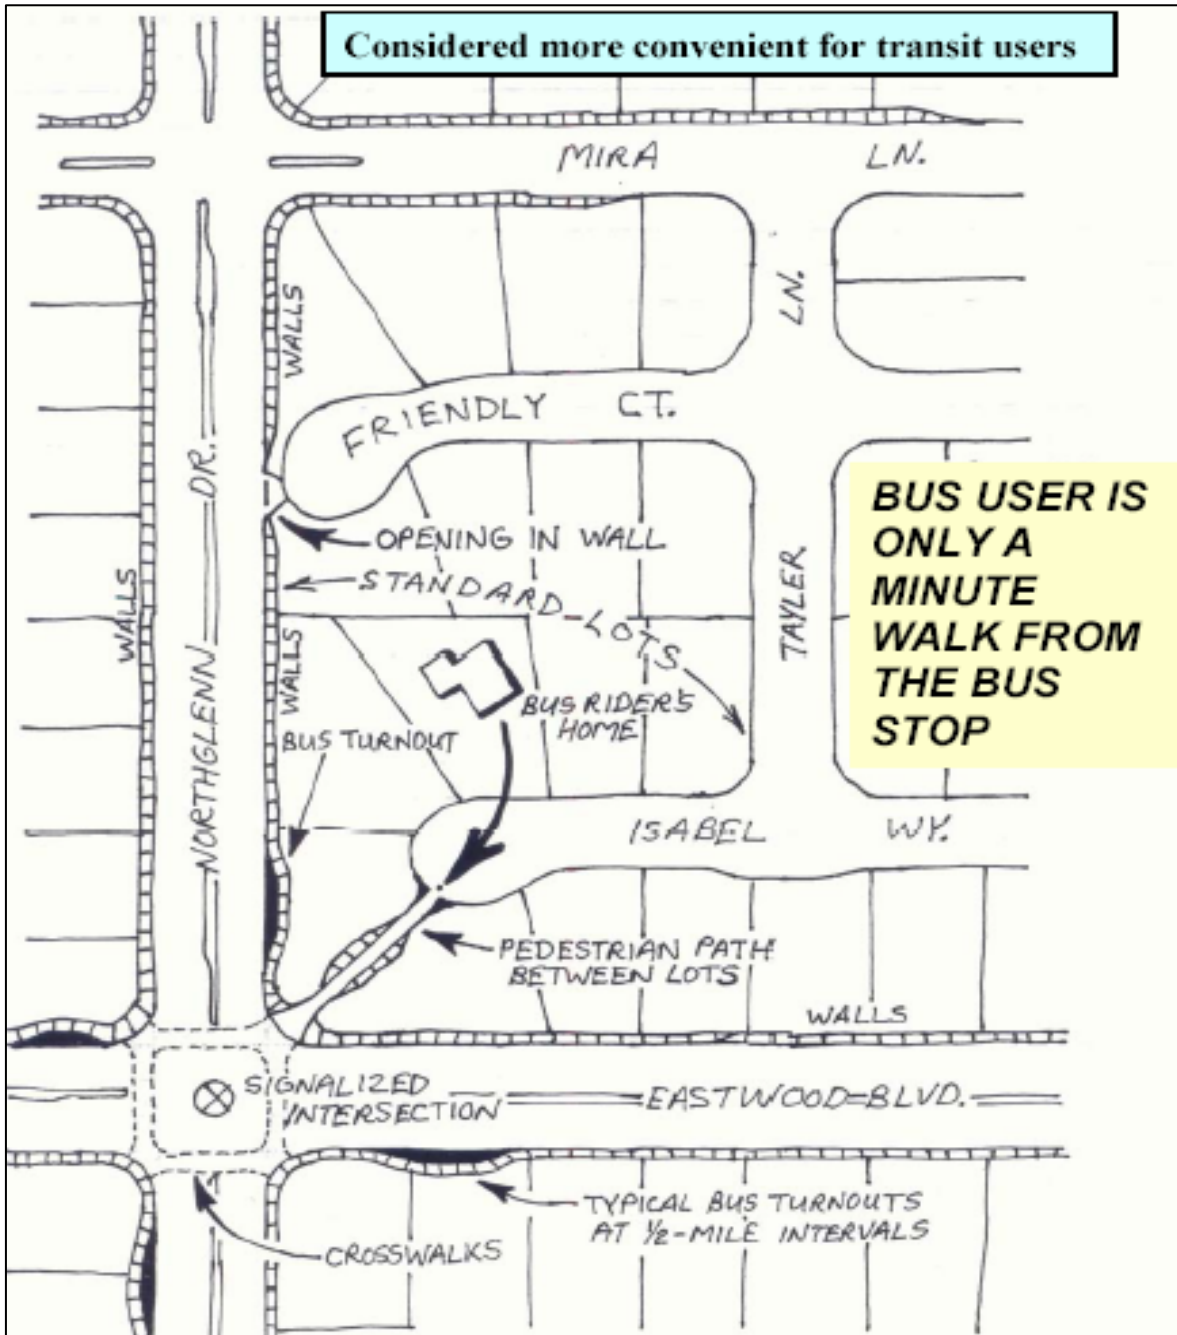 Considered more convenient for transit users
MIRA LN.
WALLS
LN.
FRIENDLY CT.
NORTHGLENN DR.
OPENING IN WALL
STANDARD LOTS
WALLS
WALLS
TAYLER
BUS USER IS
ONLY A
MINUTE
WALK FROM
THE BUS
STOP
BUS RIDER'S
HOME
BUS TURNOUT
ISABEL WY.
PEDESTRIAN PATH
BETWEEN LOTS
WALLS
SIGNALIZED
INTERSECTION
EASTWOOD BLVD.
TYPICAL BUS TURNOUTS
AT 1/2-MILE INTERVALS
CROSSWALKS